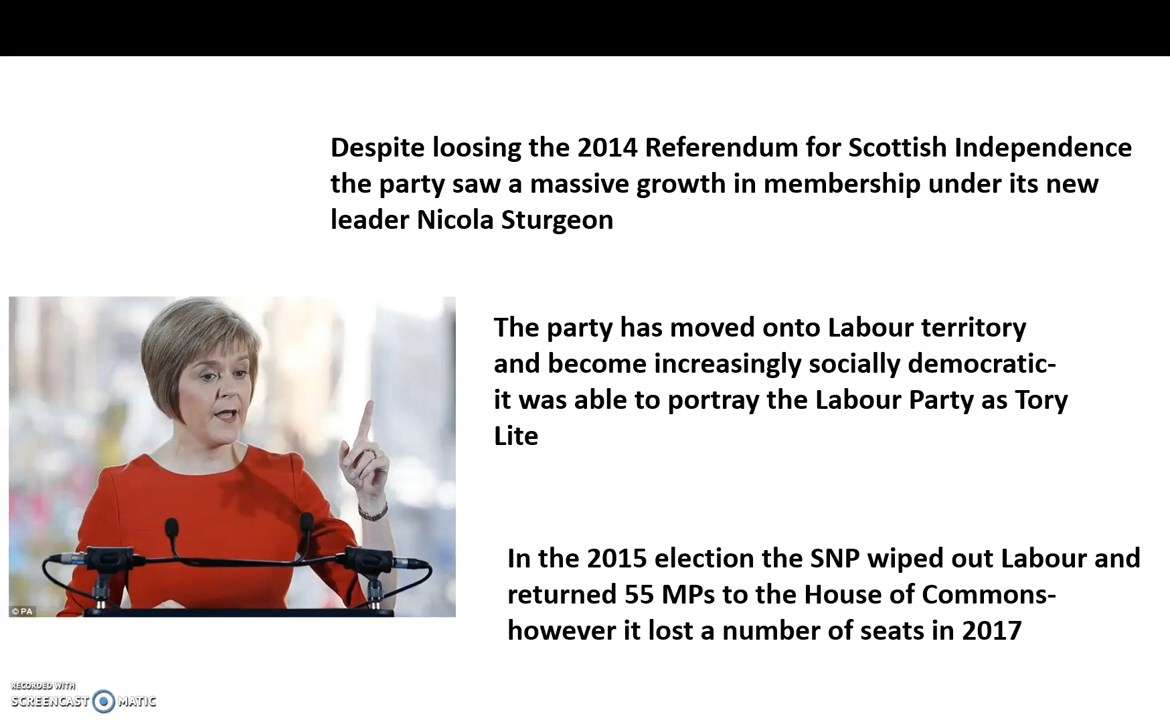 Despite loosing the 2014 Referendum for Scottish Independence
the party saw a massive growth in membership under its new
leader Nicola Sturgeon
The party has moved onto Labour territory
and become increasingly socially democratic-
it was able to portray the Labour Party as Tory
Lite
In the 2015 election the SNP wiped out Labour and
returned 55 MPs to the House of Commons-
however it lost a number of seats in 2017
© PA
RECORDED WITH
SCREENCAST MATIC